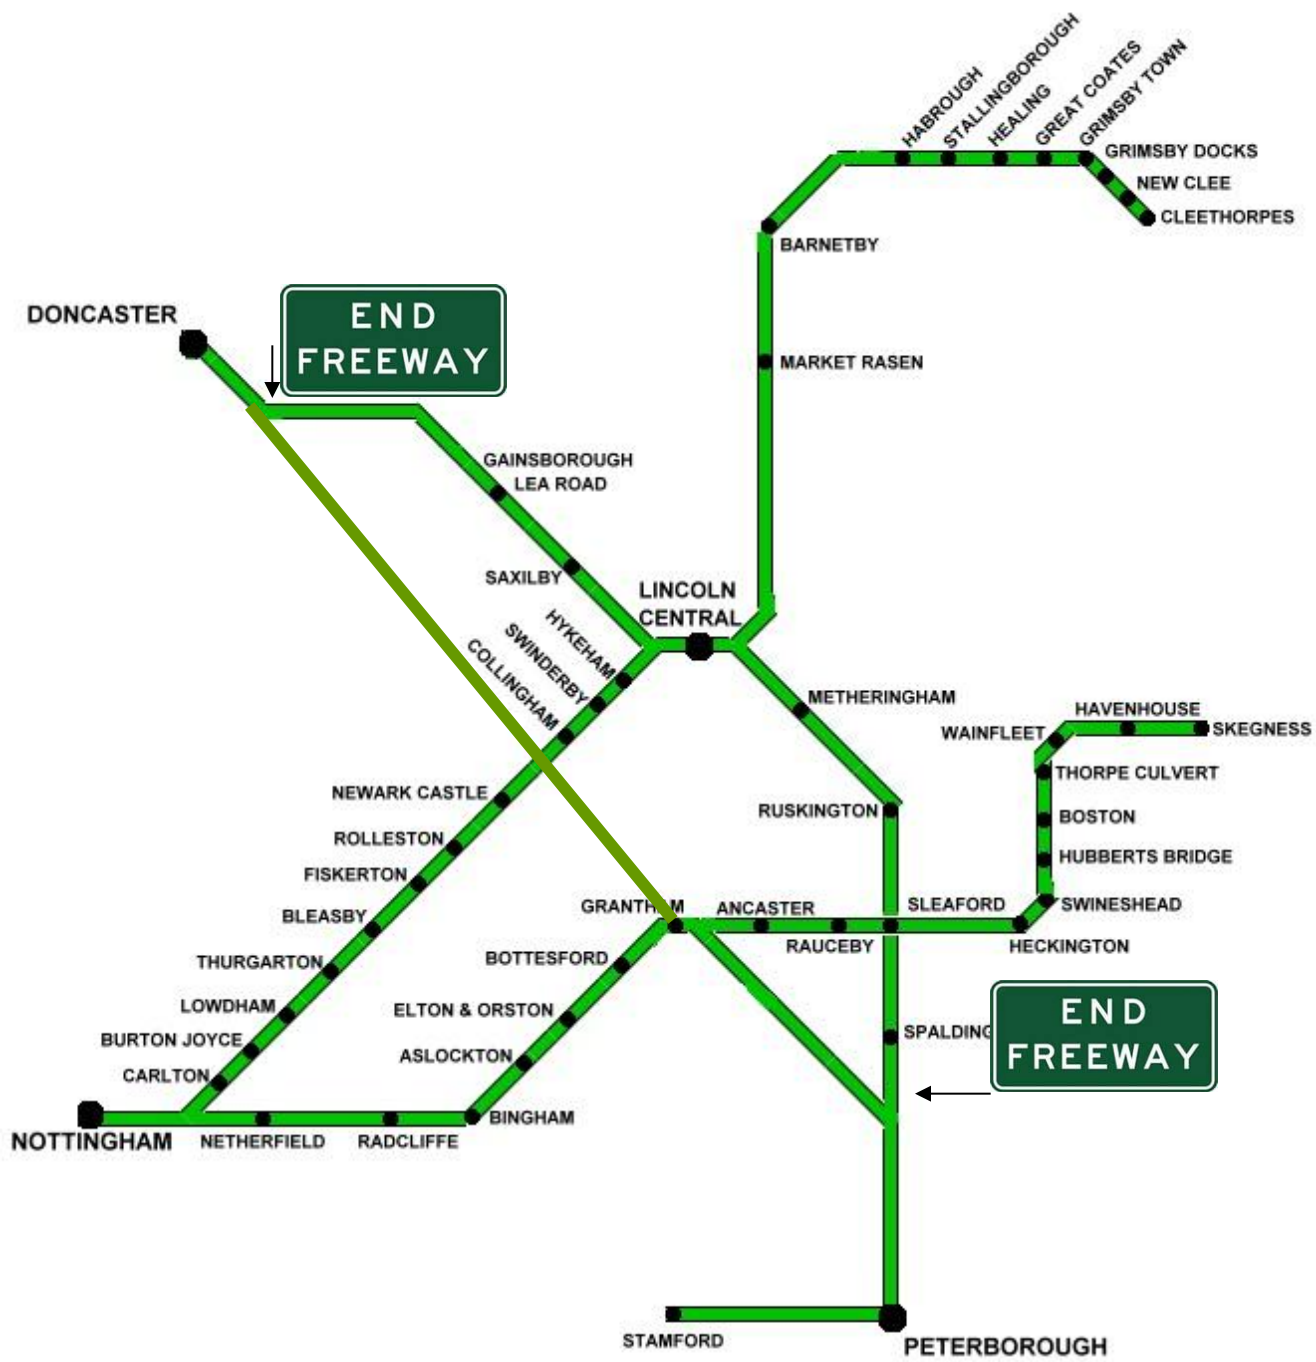 HABROUGH
STALLINGBOROUGH
HEALING
GREAT COATES
GRIMSBY TOWN
GRIMSBY DOCKS
NEW CLEE
CLEETHORPES
BARNETBY
DONCASTER
END
FREEWAY
MARKET RASEN
GAINSBOROUGH
LEA ROAD
SAXILBY
LINCOLN
CENTRAL
HYKEHAM
SWINDERBY
COLLINGHAM
METHERINGHAM
HAVENHOUSE
WAINFLEET
SKEGNESS
THORPE CULVERT
NEWARK CASTLE
RUSKINGTON
BOSTON
ROLLESTON
HUBBERTS BRIDGE
FISKERTON
GRANTHAM
ANCASTER
SLEAFORD
SWINESHEAD
BLEASBY
RAUCEBY
HECKINGTON
THURGARTON
BOTTESFORD
LOWDHAM
ELTON & ORSTON
END
FREEWAY
SPALDING
BURTON JOYCE
ASLOCKTON
CARLTON
BINGHAM
NOTTINGHAM
NETHERFIELD
RADCLIFFE
STAMFORD
PETERBOROUGH